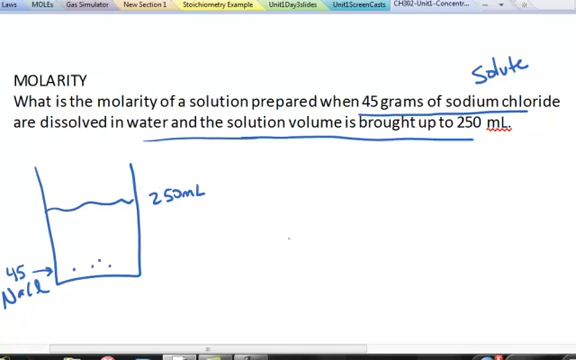 Laws MOLEs Gas Simulator New Section 1 Stoichiometry Example Unit1Day3slides Unit1ScreenCasts CH302-Unit1-Concentr...
Solute
MOLARITY
What is the molarity of a solution prepared when 45 grams of sodium chloride
are dissolved in water and the solution volume is brought up to 250 mL.
250mL
45
NaCl